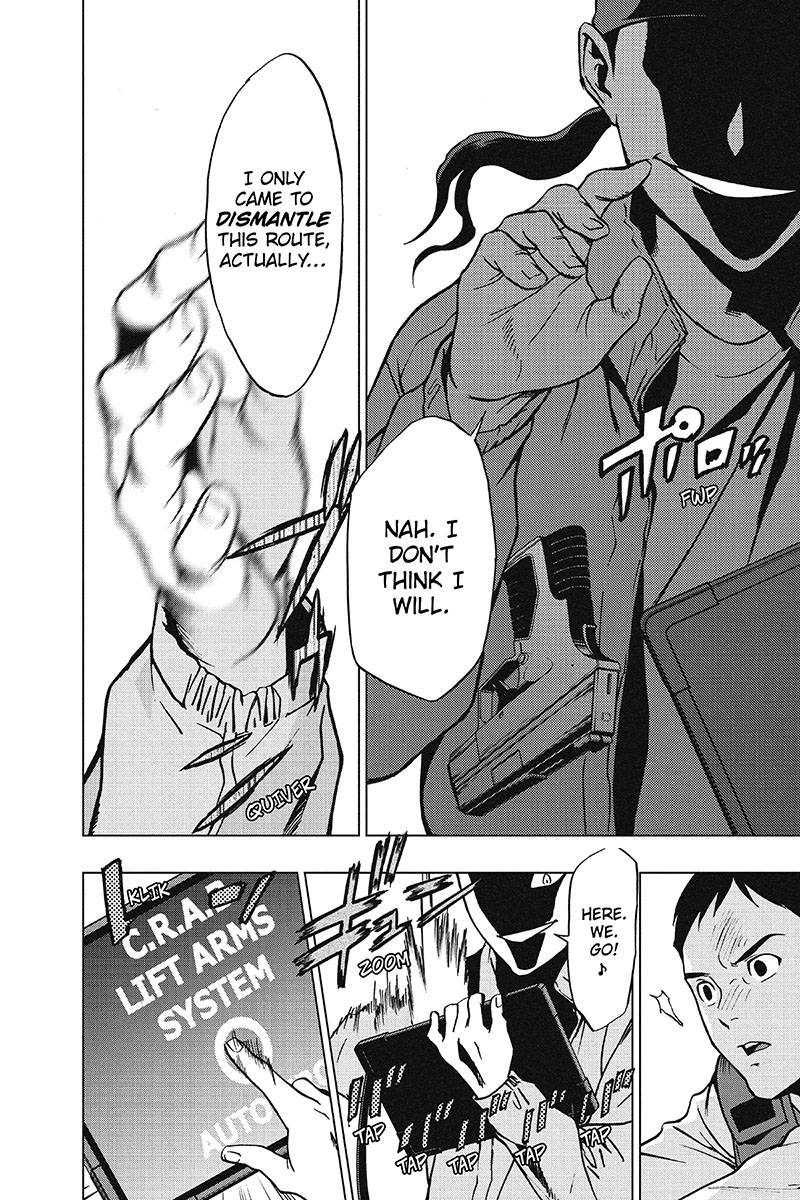 NAH. I
DON'T
THINK I
WILL.
ポロッ
FWP
I ONLY
CAME TO
DISMANTLE
THIS ROUTE,
ACTUALLY...
QUIVER
HERE.
WE.
GO!
♪
ZOOM
TAP
TAP
TAP
TAP
TAP
TAP
KLIK
C.R.A.B
LIFT ARMS
SYSTEM